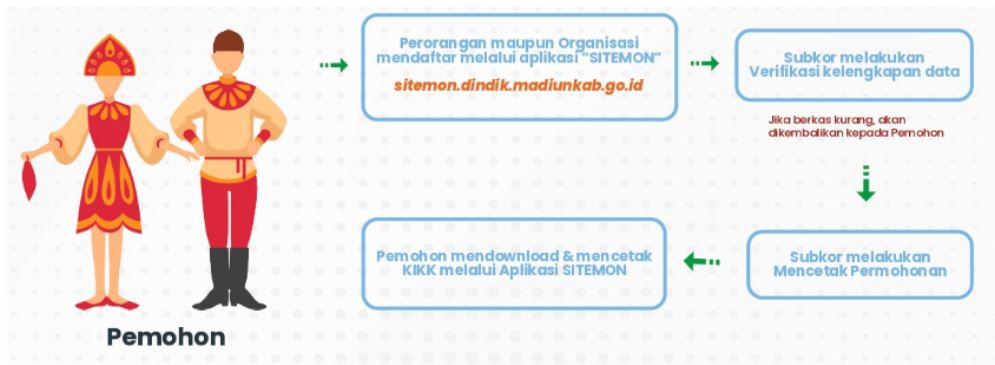 Perorangan maupun Organisasi
mendaftar melalui aplikasi "SITEMON"
sitemon.dindik.madiunkab.go.id
Subkor melakukan
Verifikasi kelengkapan data
Jika berkas kurang, akan
dikembalikan kepada Pemohon
Subkor melakukan
Mencetak Permohonan
Pemohon mendownload & mencetak
KIKK melalui Aplikasi SITEMON
Pemohon